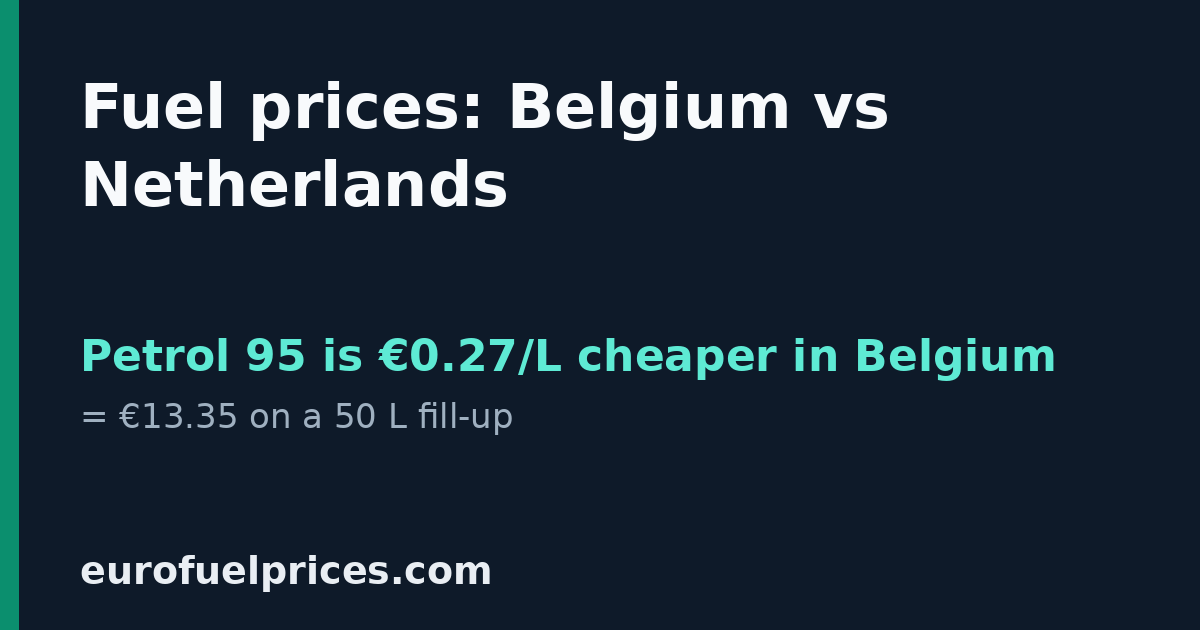 Fuel prices: Belgium vs
Netherlands
Petrol 95 is €0.27/L cheaper in Belgium
= €13.35 on a 50 L fill-up
eurofuelprices.com